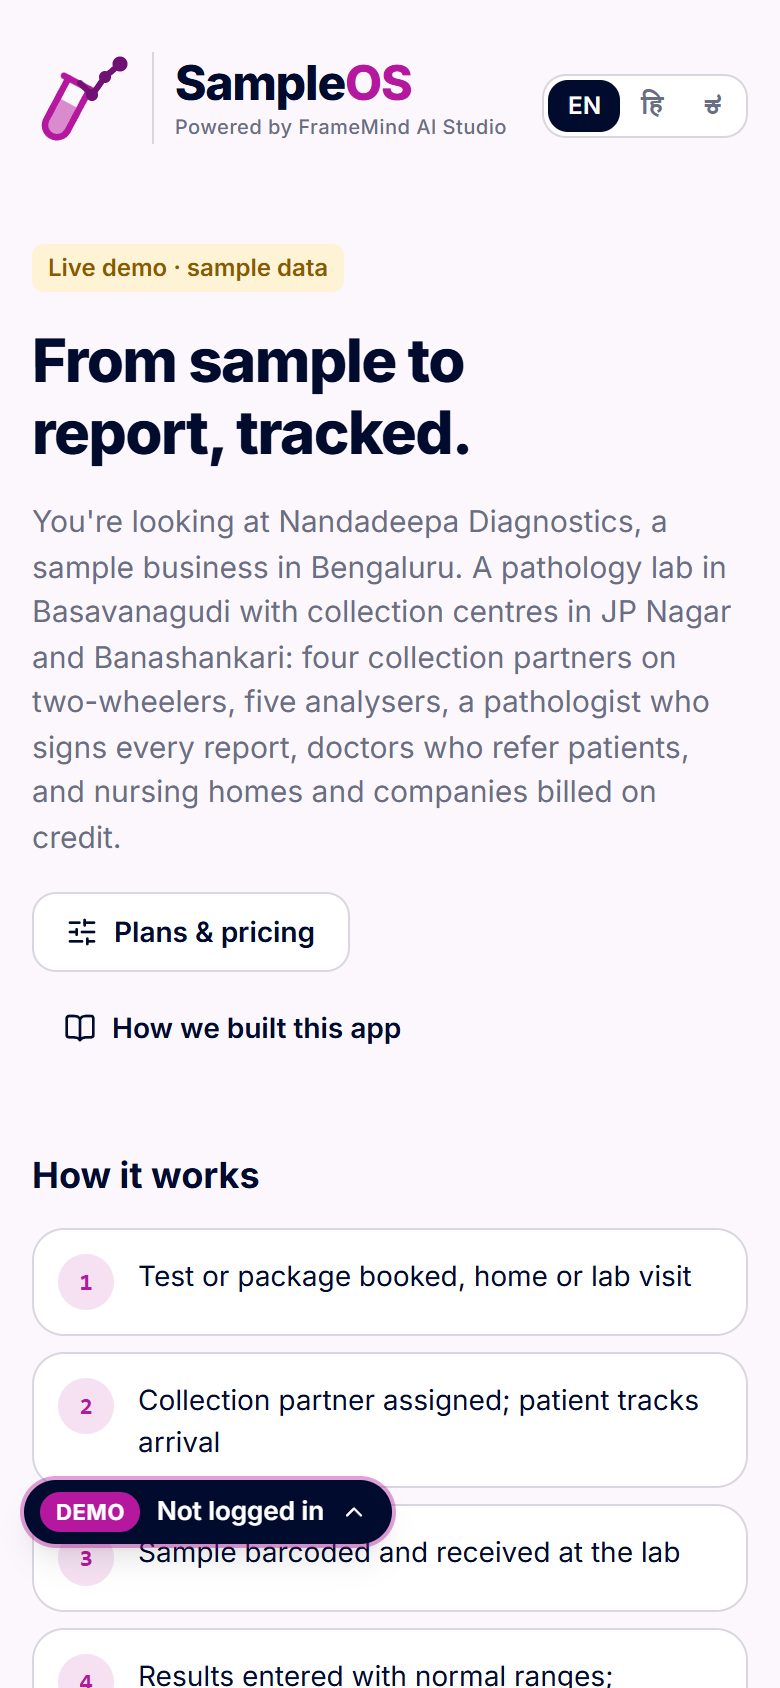 SampleOS
Powered by FrameMind AI Studio
EN हि ಕ
Live demo · sample data
From sample to
report, tracked.
You're looking at Nandadeepa Diagnostics, a
sample business in Bengaluru. A pathology lab in
Basavanagudi with collection centres in JP Nagar
and Banashankari: four collection partners on
two-wheelers, five analysers, a pathologist who
signs every report, doctors who refer patients,
and nursing homes and companies billed on
credit.
Plans & pricing
How we built this app
How it works
1 Test or package booked, home or lab visit
2 Collection partner assigned; patient tracks
arrival
DEMO Not logged in
3 Sample barcoded and received at the lab
4 Results entered with normal ranges;